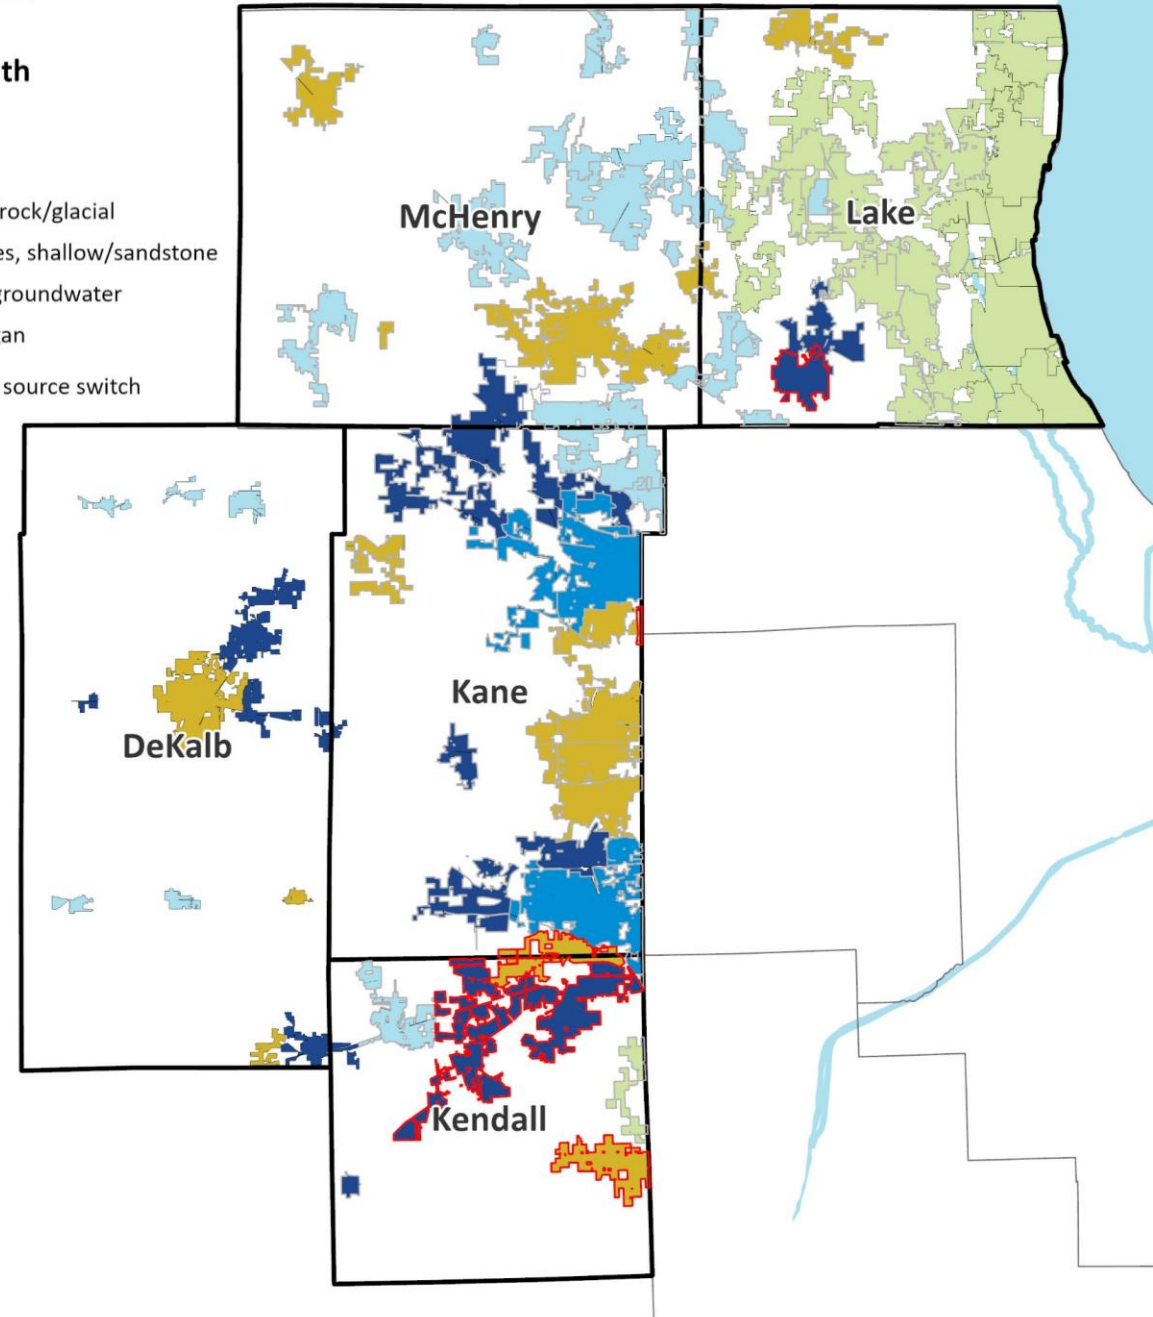 th
rock/glacial
es, shallow/sandstone
groundwater
an
source switch
McHenry
Lake
Kane
DeKalb
Kendall